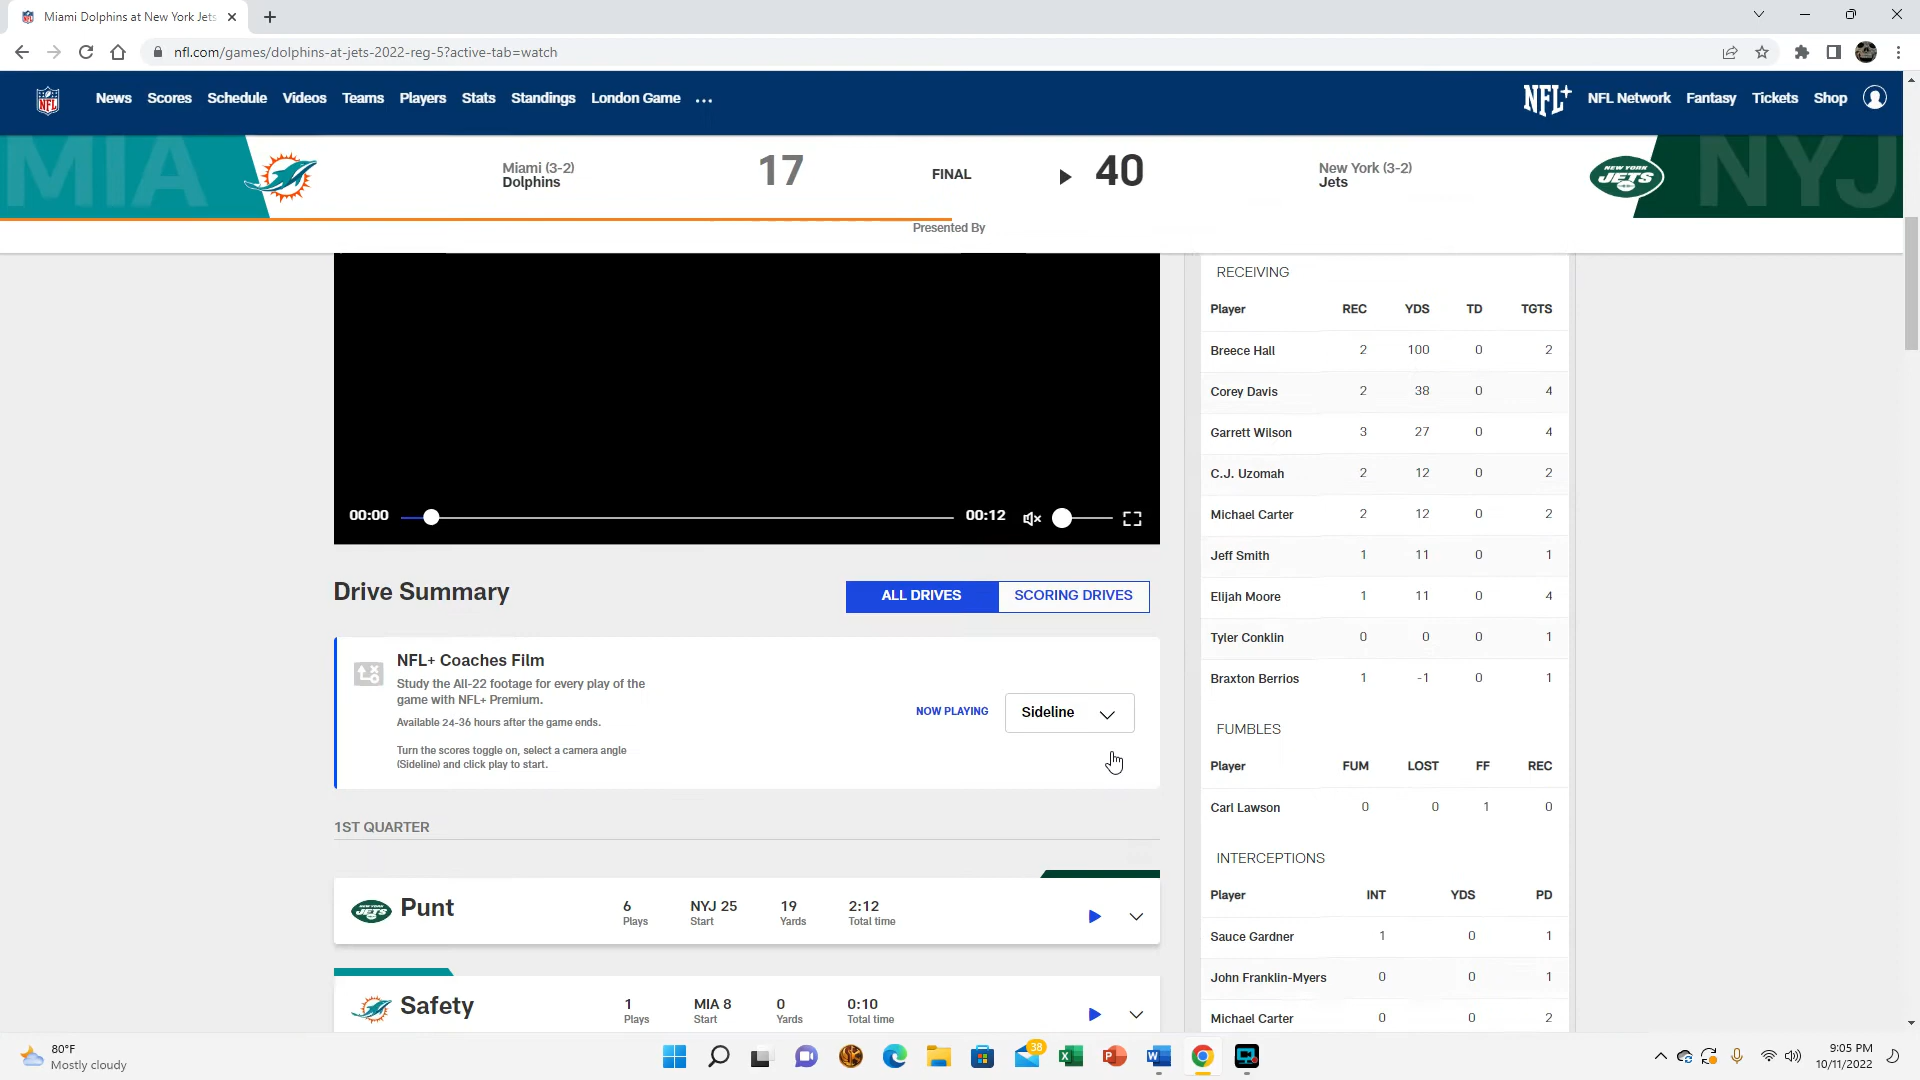 Miami Dolphins at New York Jets
nfl.com/games/dolphins-at-jets-2022-reg-5?active-tab=watch
NFL News Scores Schedule Videos Teams Players Stats Standings London Game ... NFL+ NFL Network Fantasy Tickets Shop
MIA Miami (3-2) 17 FINAL 40 New York (3-2) NEW YORK JETS NYJ
Dolphins Jets
Presented By
00:00 00:12
Drive Summary ALL DRIVES SCORING DRIVES
NFL+ Coaches Film
Study the All-22 footage for every play of the
game with NFL+ Premium.
Available 24-36 hours after the game ends.
Turn the scores toggle on, select a camera angle
(Sideline) and click play to start.
NOW PLAYING Sideline
1ST QUARTER
Punt 6 NYJ 25 19 2:12
Plays Start Yards Total time
Safety 1 MIA 8 0 0:10
Plays Start Yards Total time
RECEIVING
Player REC YDS TD TGTS
Breece Hall 2 100 0 2
Corey Davis 2 38 0 4
Garrett Wilson 3 27 0 4
C.J. Uzomah 2 12 0 2
Michael Carter 2 12 0 2
Jeff Smith 1 11 0 1
Elijah Moore 1 11 0 4
Tyler Conklin 0 0 0 1
Braxton Berrios 1 -1 0 1
FUMBLES
Player FUM LOST FF REC
Carl Lawson 0 0 1 0
INTERCEPTIONS
Player INT YDS PD
Sauce Gardner 1 0 1
John Franklin-Myers 0 0 1
Michael Carter 0 0 2
80°F
Mostly cloudy
38
9:05 PM
10/11/2022